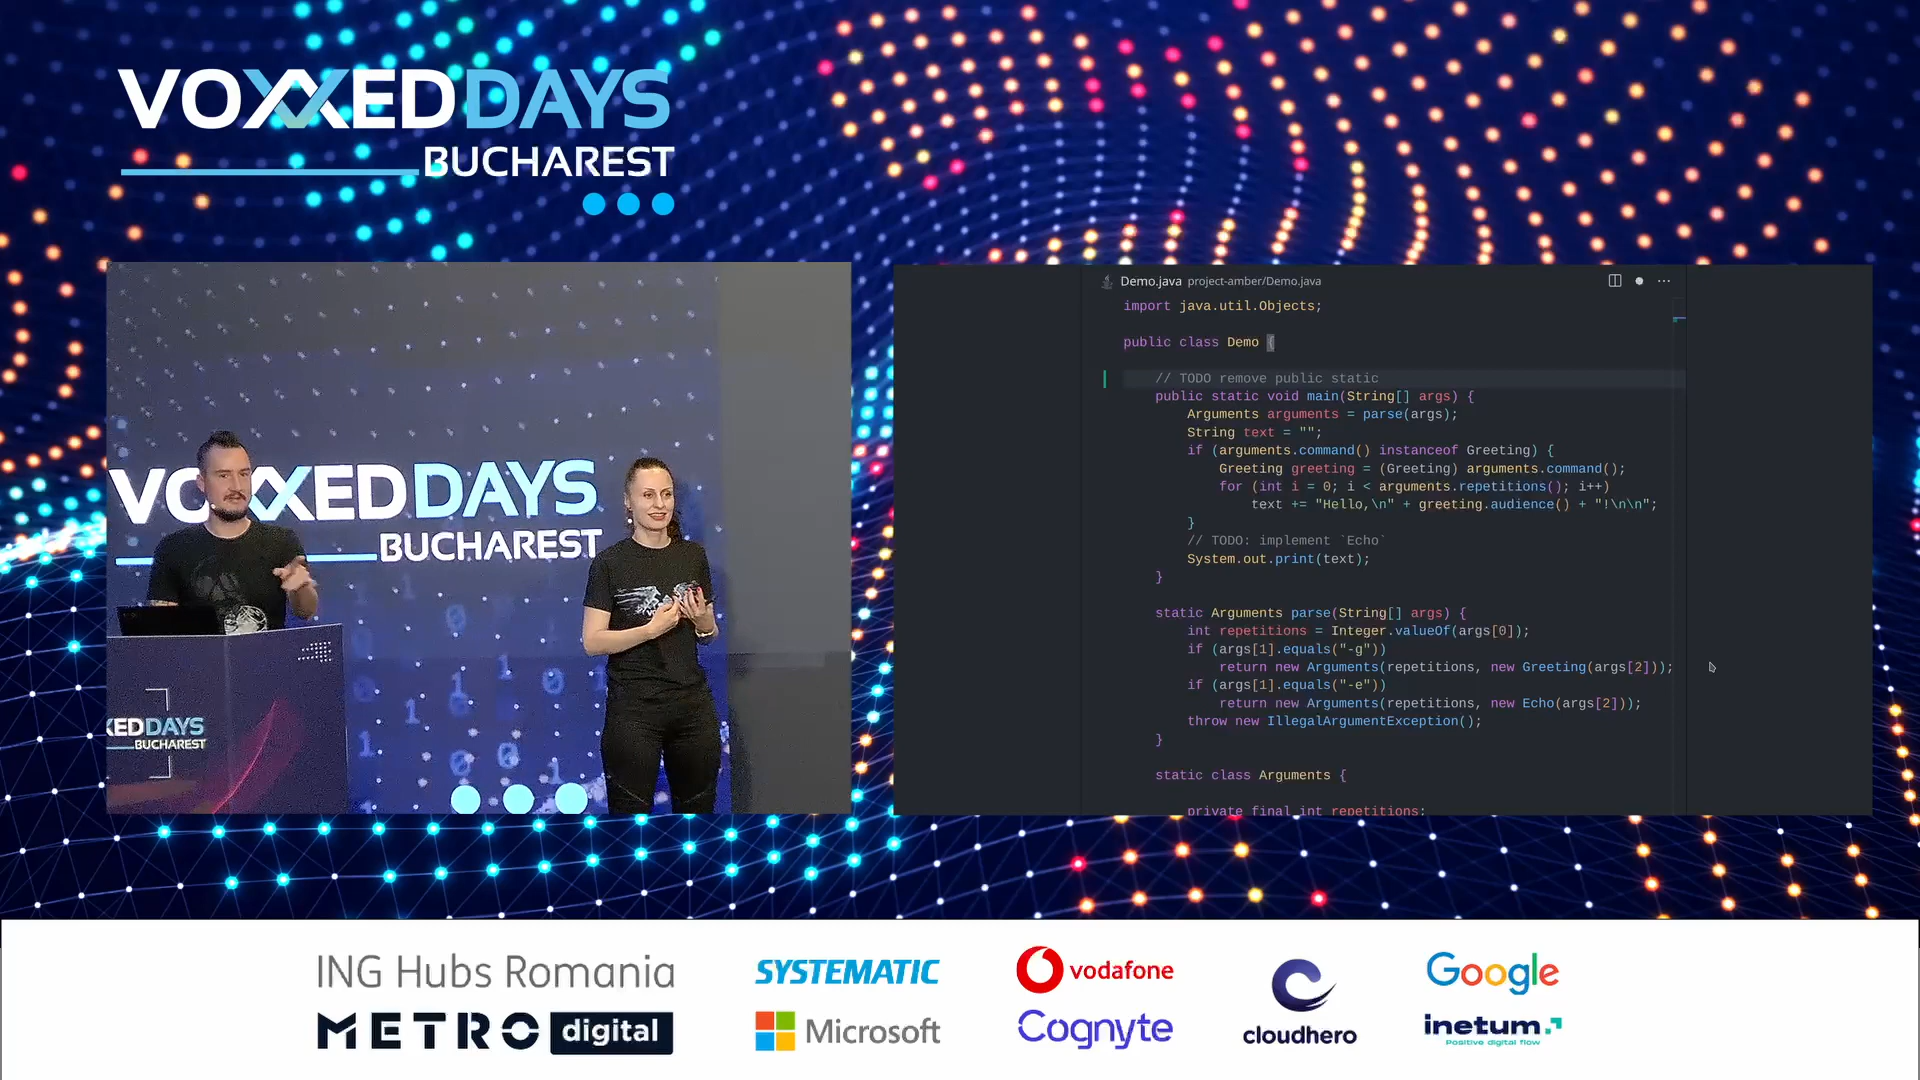 VOXXEDDAYS
BUCHAREST
VOXXEDDAYS
BUCHAREST
XEDDAYS
BUCHAREST
Demo.java project-amber/Demo.java
import java.util.Objects;
public class Demo {
// TODO remove public static
public static void main(String[] args) {
Arguments arguments = parse(args);
String text = "";
if (arguments.command() instanceof Greeting) {
Greeting greeting = (Greeting) arguments.command();
for (int i = 0; i < arguments.repetitions(); i++)
text += "Hello,\n" + greeting.audience() + "!\n\n";
}
// TODO: implement `Echo`
System.out.print(text);
}
static Arguments parse(String[] args) {
int repetitions = Integer.valueOf(args[0]);
if (args[1].equals("-g"))
return new Arguments(repetitions, new Greeting(args[2]));
if (args[1].equals("-e"))
return new Arguments(repetitions, new Echo(args[2]));
throw new IllegalArgumentException();
}
static class Arguments {
private final int repetitions;
ING Hubs Romania
METRO digital
SYSTEMATIC
Microsoft
vodafone
Cognyte
cloudhero
Google
inetum.
Positive digital flow